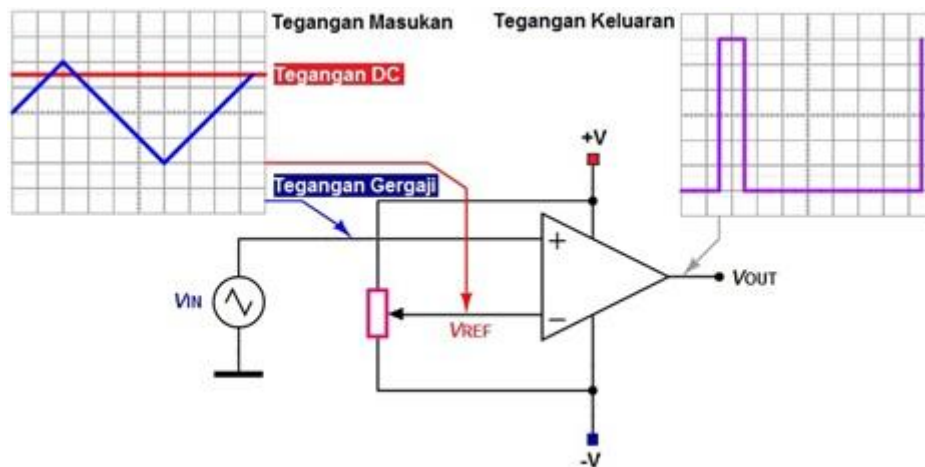 Tegangan Masukan
Tegangan Keluaran
Tegangan DC
+V
Tegangan Gergaji
+
VIN
VOUT
−
VREF
-V